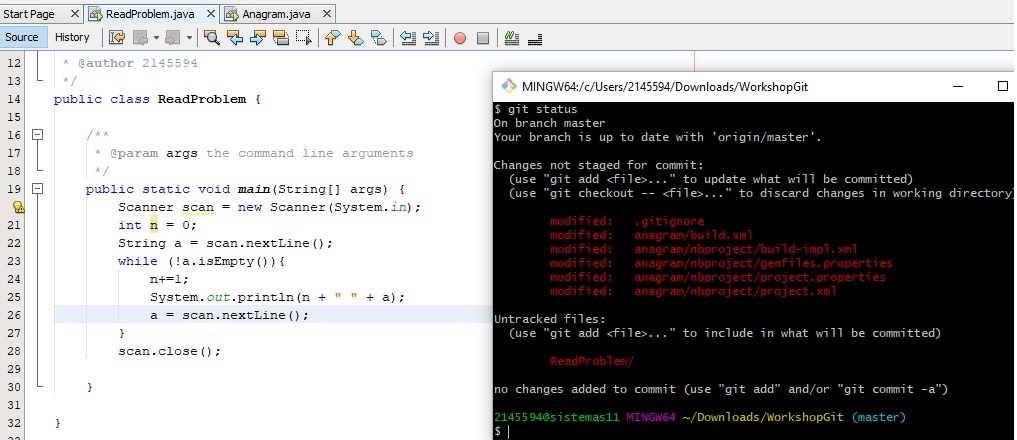 Start Page ReadProblem.java Anagram.java
Source History
12 * @author 2145594
13 */
14 public class ReadProblem {
15
16 /**
17 * @param args the command line arguments
18 */
19 public static void main(String[] args) {
Scanner scan = new Scanner(System.in);
21 int n = 0;
22 String a = scan.nextLine();
23 while (!a.isEmpty()){
24 n+=1;
25 System.out.println(n + " " + a);
26 a = scan.nextLine();
27 }
28 scan.close();
29
30 }
31
32 }
MINGW64:/c/Users/2145594/Downloads/WorkshopGit
$ git status
On branch master
Your branch is up to date with 'origin/master'.
Changes not staged for commit:
(use "git add <file>..." to update what will be committed)
(use "git checkout -- <file>..." to discard changes in working directory)
modified: .gitignore
modified: anagram/build.xml
modified: anagram/nbproject/build-impl.xml
modified: anagram/nbproject/genfiles.properties
modified: anagram/nbproject/project.properties
modified: anagram/nbproject/project.xml
Untracked files:
(use "git add <file>..." to include in what will be committed)
ReadProblem/
no changes added to commit (use "git add" and/or "git commit -a")
2145594@sistemas11 MINGW64 ~/Downloads/WorkshopGit (master)
$